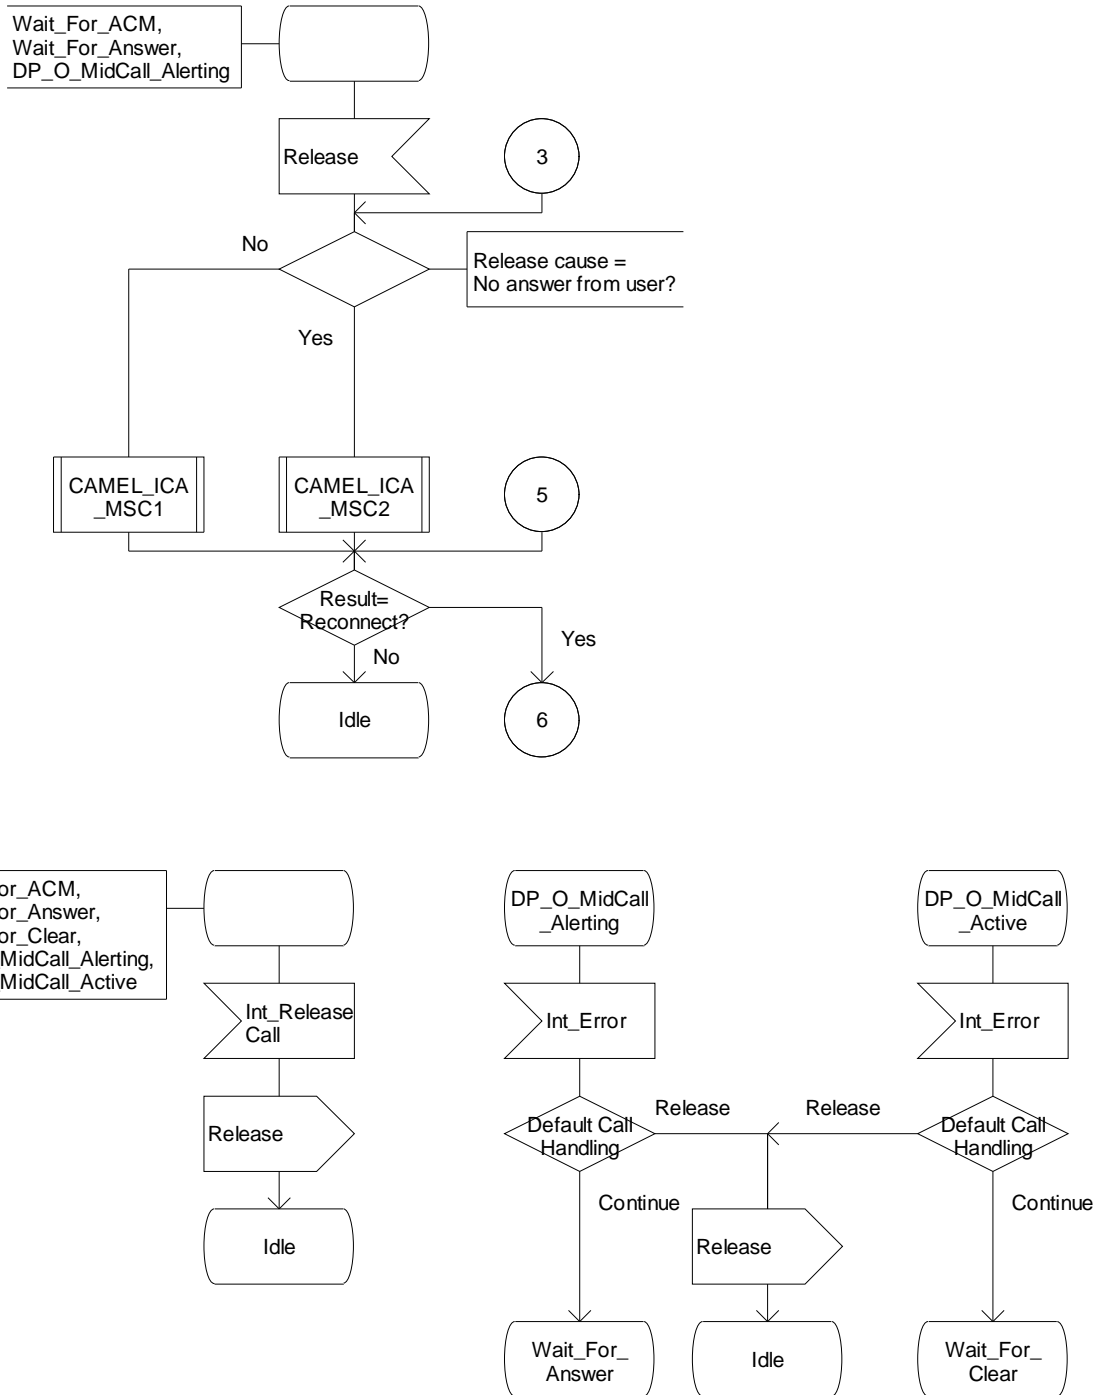 Wait_For_ACM,
Wait_For_Answer,
DP_O_MidCall_Alerting
Release
3
No
Release cause =
No answer from user?
Yes
CAMEL_ICA
_MSC1
CAMEL_ICA
_MSC2
5
Result=
Reconnect?
Yes
No
Idle
6
or_ACM,
or_Answer,
or_Clear,
MidCall_Alerting,
MidCall_Active
Int_Release
Call
Release
Idle
DP_O_MidCall
_Alerting
DP_O_MidCall
_Active
Int_Error
Int_Error
Default Call
Handling
Release
Release
Default Call
Handling
Continue
Continue
Release
Wait_For_
Answer
Idle
Wait_For_
Clear